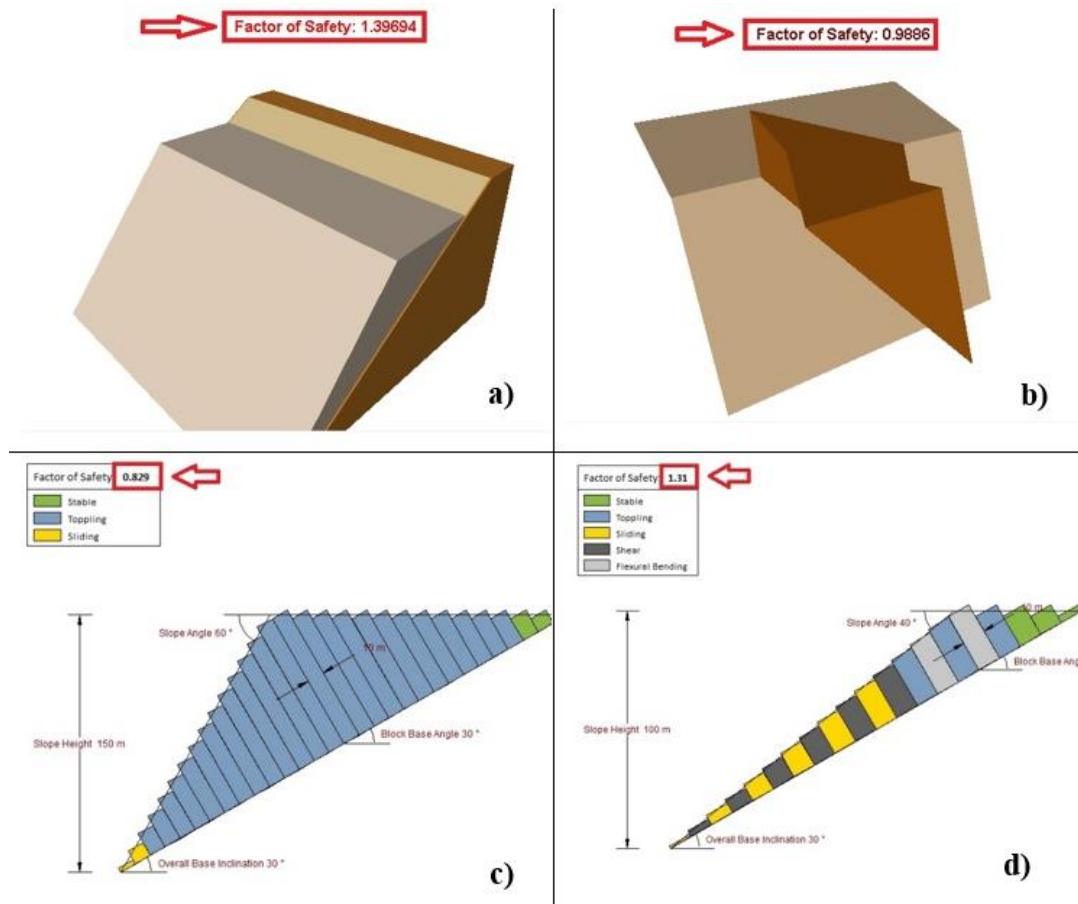 Factor of Safety: 1.39694
a)
Factor of Safety: 0.9886
b)
Factor of Safety: 0.829
Stable
Toppling
Sliding
Slope Angle 60 °
10 m
Slope Height 150 m
Block Base Angle 30 °
Overall Base Inclination 30 °
c)
Factor of Safety: 1.31
Stable
Toppling
Sliding
Shear
Flexural Bending
Slope Angle 40 °
Block Base Ang
Slope Height 100 m
Overall Base Inclination 30 °
d)